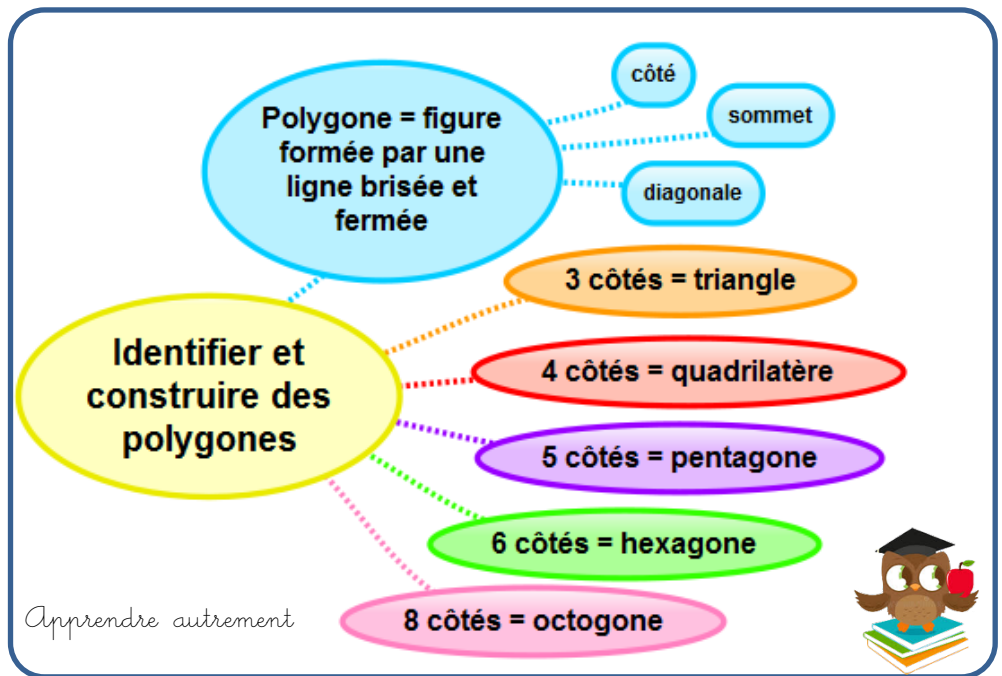 Polygone = figure
formée par une
ligne brisée et
fermée
côté
sommet
diagonale
Identifier et
construire des
polygones
3 côtés = triangle
4 côtés = quadrilatère
5 côtés = pentagone
6 côtés = hexagone
8 côtés = octogone
Apprendre autrement